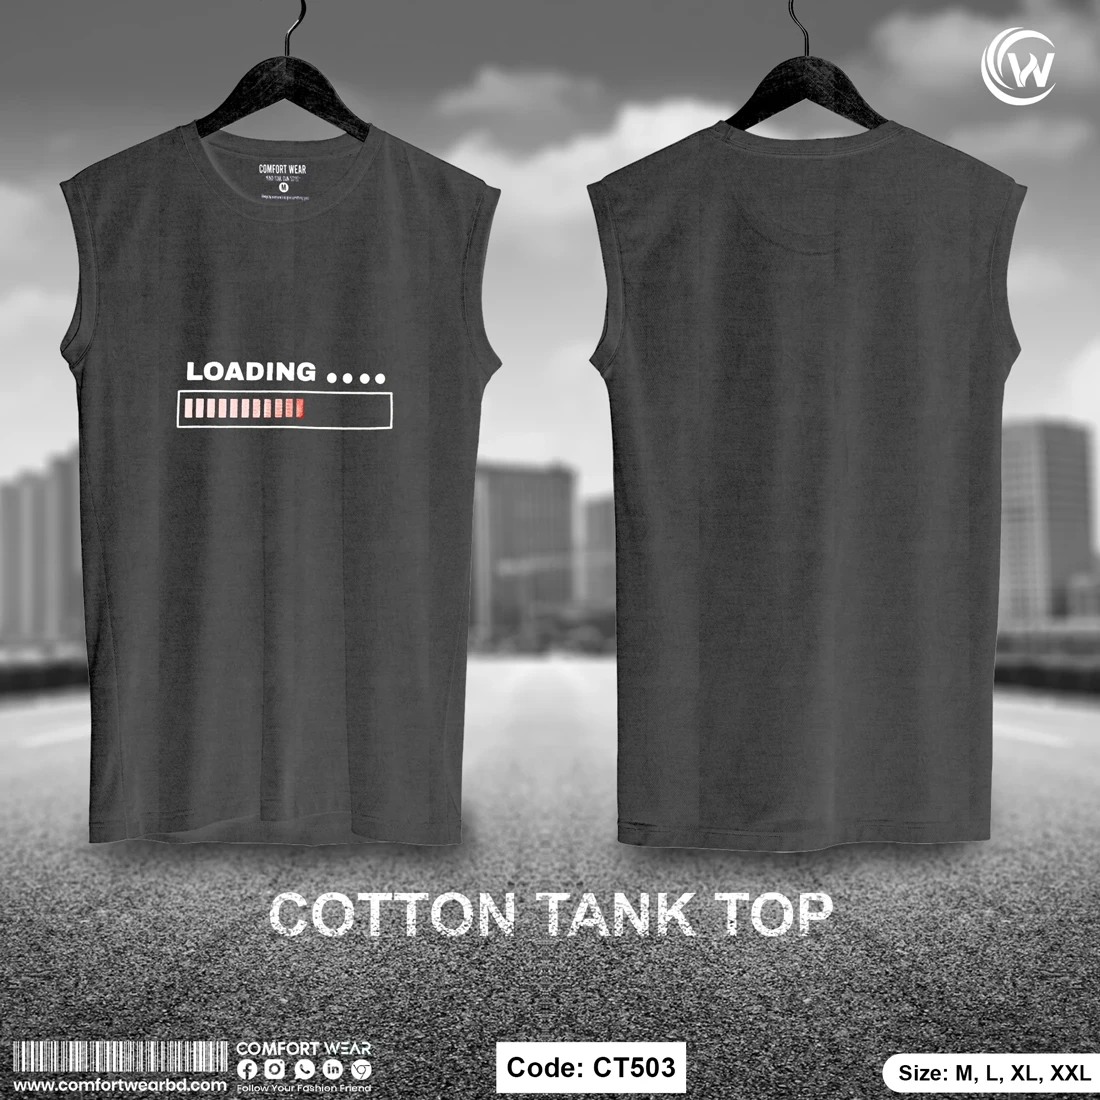 COMFORT WEAR
M
LOADING ....
COTTON TANK TOP
COMFORT WEAR
www.comfortwearbd.com
Follow Your Fashion Friend
Code: CT503
Size: M, L, XL, XXL